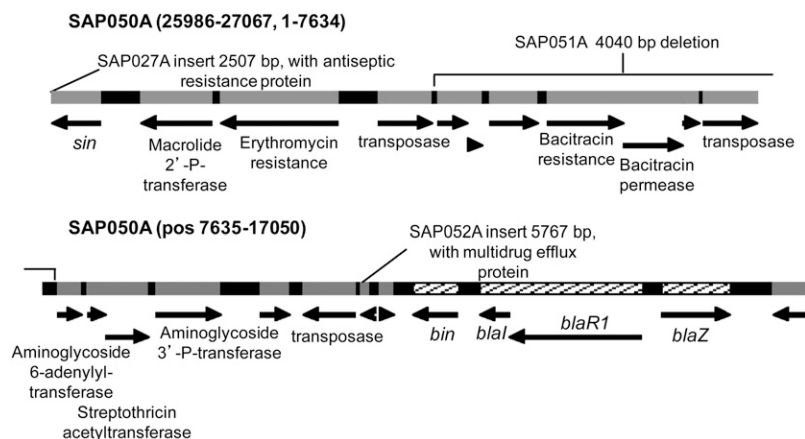 SAP050A (25986-27067, 1-7634)
SAP051A 4040 bp deletion
SAP027A insert 2507 bp, with antiseptic
resistance protein
sin
Macrolide
2'-P-
transferase
Erythromycin
resistance
transposase
Bacitracin
resistance
Bacitracin
permease
transposase
SAP050A (pos 7635-17050)
SAP052A insert 5767 bp,
with multidrug efflux
protein
Aminoglycoside
6-adenylyl-
transferase
Streptothricin
acetyltransferase
Aminoglycoside
3'-P-transferase
transposase
bin
blaI
blaR1
blaZ